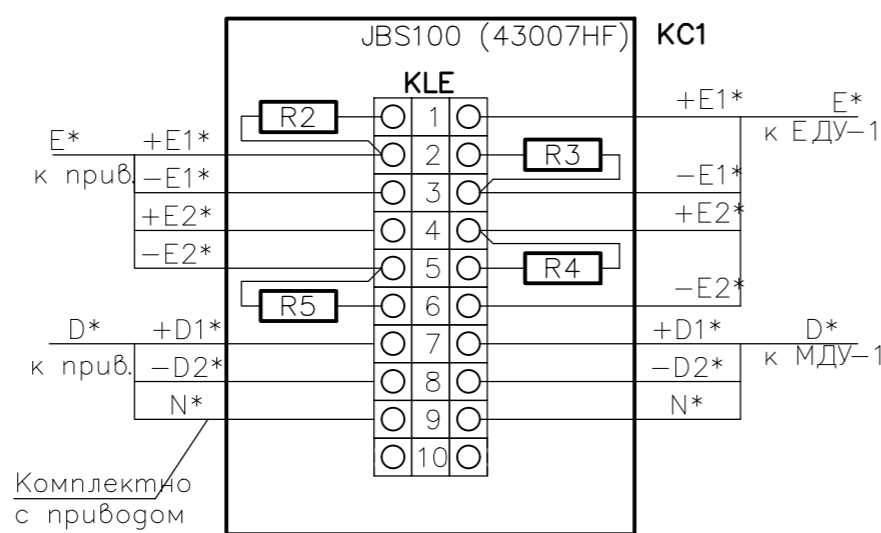 JBS100 (43007HF) KC1
KLE
R2 1 +E1* E*
E* +E1* 2 R3 к ЕДУ-1
к прив. -E1* 3 -E1*
+E2* 4 +E2*
-E2* 5 R4
R5 6 -E2*
D* +D1* 7 +D1* D*
к прив. -D2* 8 -D2* к МДУ-1
N* 9 N*
10
Комплектно
с приводом